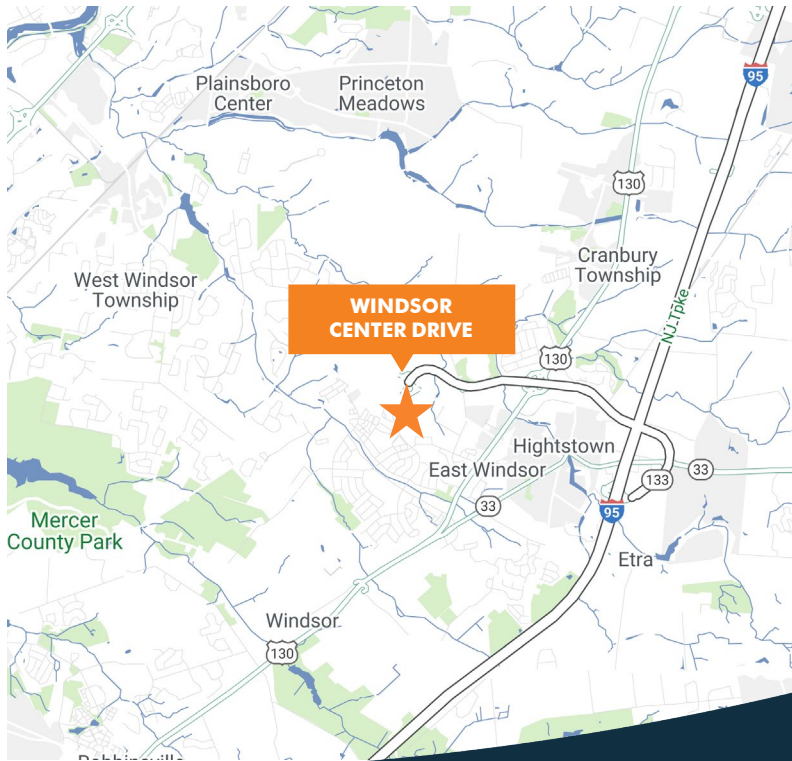 95
Plainsboro
Center
Princeton
Meadows
130
Cranbury
Township
West Windsor
Township
NJ Tpke
WINDSOR
CENTER DRIVE
130
Hightstown
East Windsor
33
133
33
95
Mercer
County Park
Etra
Windsor
130